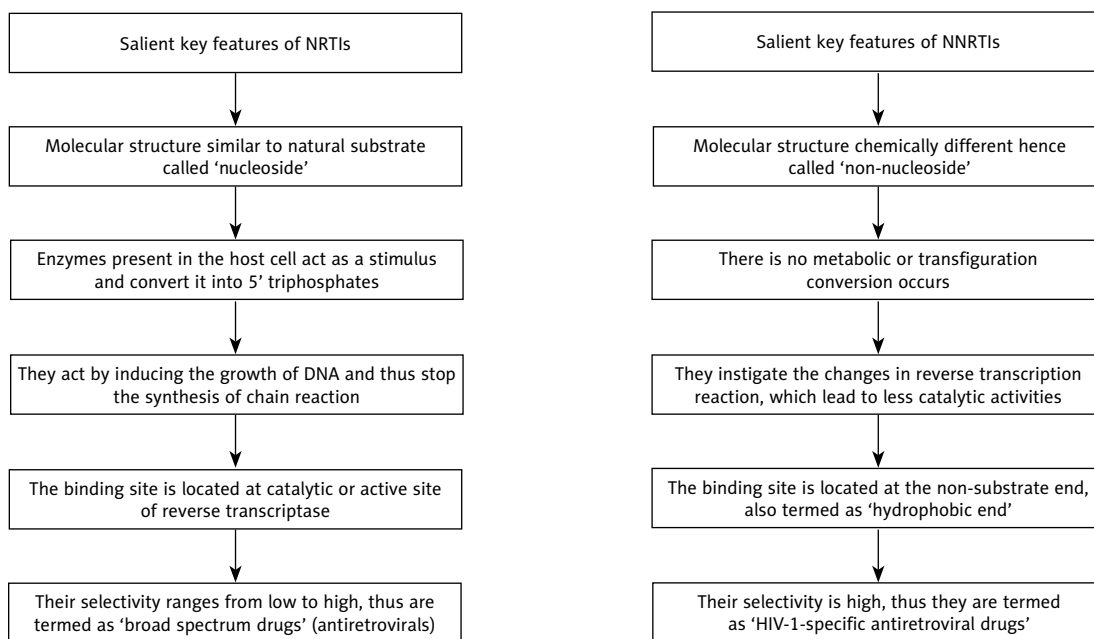 Salient key features of NRTIs
Molecular structure similar to natural substrate
called ‘nucleoside’
Enzymes present in the host cell act as a stimulus
and convert it into 5’ triphosphates
They act by inducing the growth of DNA and thus stop
the synthesis of chain reaction
The binding site is located at catalytic or active site
of reverse transcriptase
Their selectivity ranges from low to high, thus are
termed as ‘broad spectrum drugs’ (antiretrovirals)
Salient key features of NNRTIs
Molecular structure chemically different hence
called ‘non-nucleoside’
There is no metabolic or transfiguration
conversion occurs
They instigate the changes in reverse transcription
reaction, which lead to less catalytic activities
The binding site is located at the non-substrate end,
also termed as ‘hydrophobic end’
Their selectivity is high, thus they are termed
as ‘HIV-1-specific antiretroviral drugs’